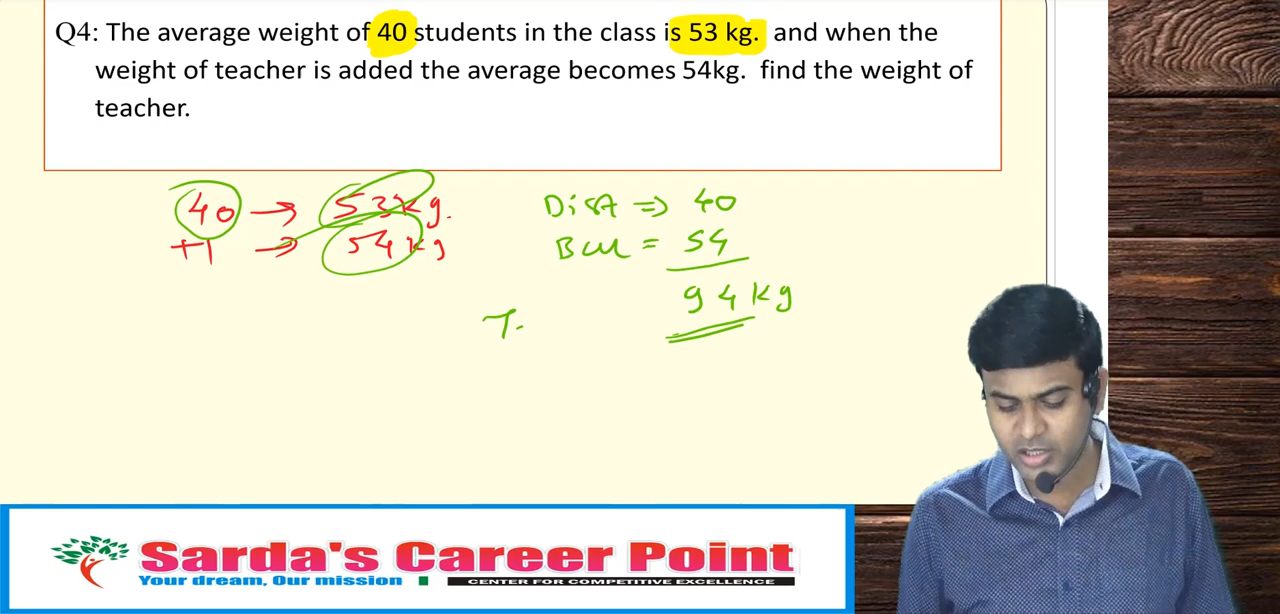 Q4: The average weight of 40 students in the class is 53 kg. and when the
weight of teacher is added the average becomes 54kg. find the weight of
teacher.
40 → 53kg.
+1 → 54kg
Dist ⇒ 40
= 54
94 kg
T.
Sarda's Career Point
Your dream, Our mission
CENTER FOR COMPETITIVE EXCELLENCE